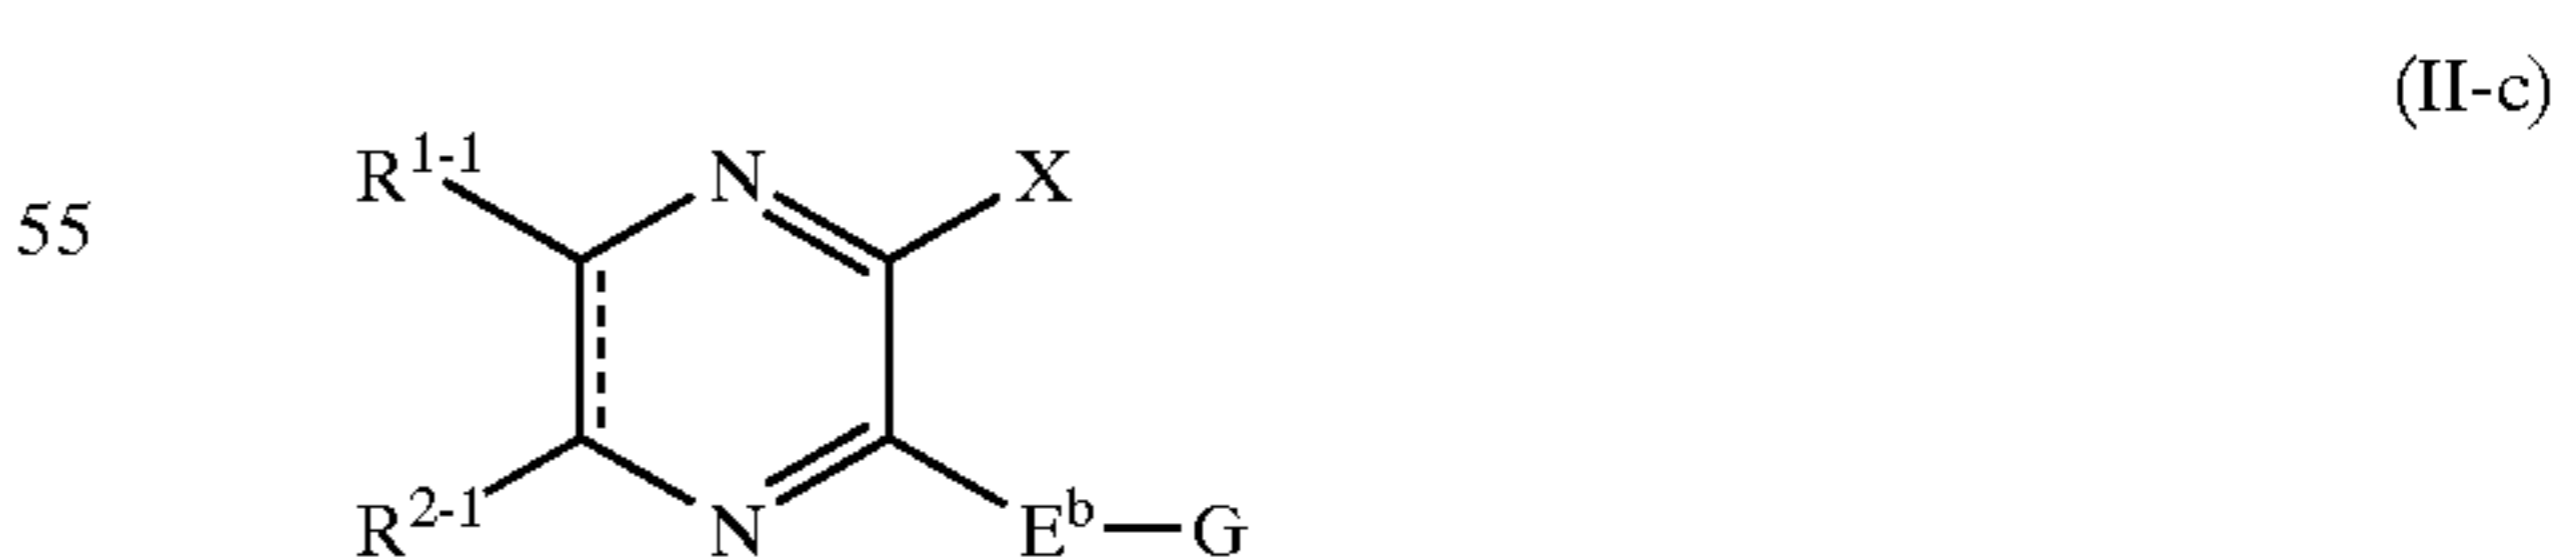 (II-c)
R1-1 N X
55
R2-1 N Eb—G